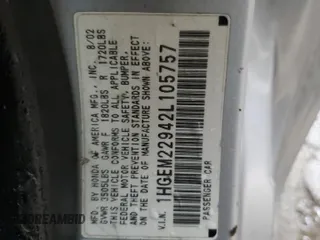 MFD. BY HONDA OF AMERICA MFG., INC. 8/02
GVWR 3505LBS GAWR F 1820LBS R 1720LBS
THIS VEHICLE CONFORMS TO ALL APPLICABLE
FEDERAL MOTOR VEHICLE SAFETY, BUMPER,
AND THEFT PREVENTION STANDARDS IN EFFECT
ON THE DATE OF MANUFACTURE SHOWN ABOVE.
V.I.N. 1HGEM22942L105757
PASSENGER CAR